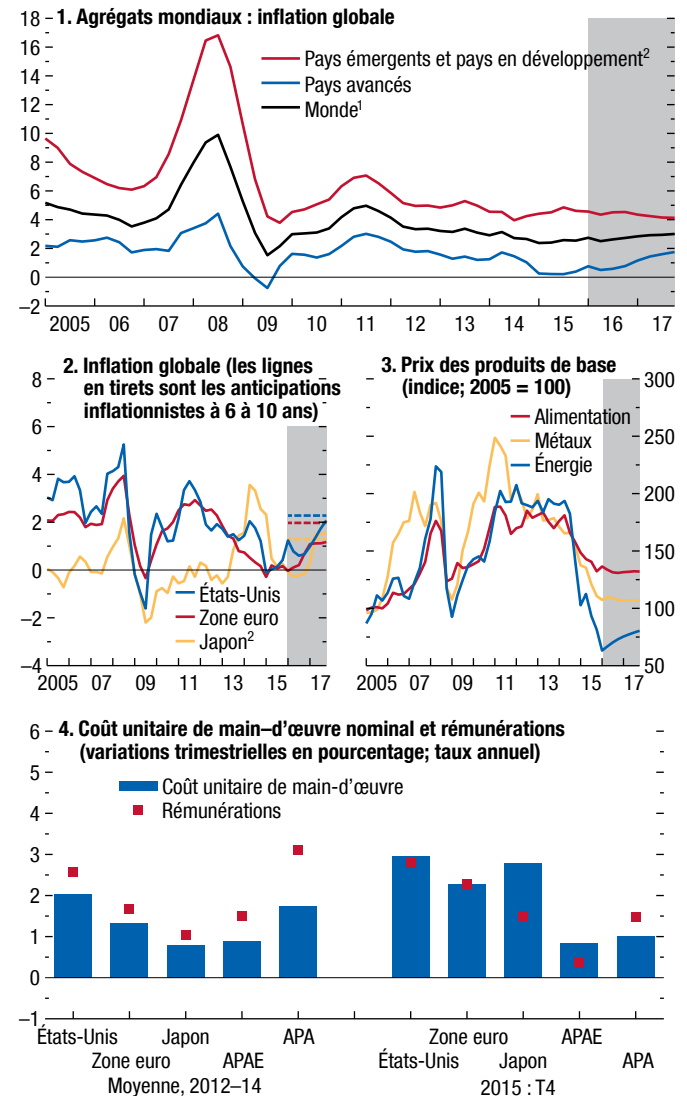 1. Agrégats mondiaux : inflation globale
18
16
14
12
10
8
6
4
2
0
–2
Pays émergents et pays en développement²
Pays avancés
Monde¹
2005 06 07 08 09 10 11 12 13 14 15 16 17
2. Inflation globale (les lignes
en tirets sont les anticipations
inflationnistes à 6 à 10 ans)
8
6
4
2
0
–2
–4
États-Unis
Zone euro
Japon²
2005 07 09 11 13 15 17
3. Prix des produits de base
(indice; 2005 = 100)
300
250
200
150
100
50
Alimentation
Métaux
Énergie
2005 07 09 11 13 15 17
4. Coût unitaire de main–d’œuvre nominal et rémunérations
(variations trimestrielles en pourcentage; taux annuel)
6
5
4
3
2
1
0
–1
Coût unitaire de main-d’œuvre
Rémunérations
États-Unis Japon APA Zone euro APAE
Zone euro APAE États-Unis Japon APA
Moyenne, 2012–14 2015 : T4